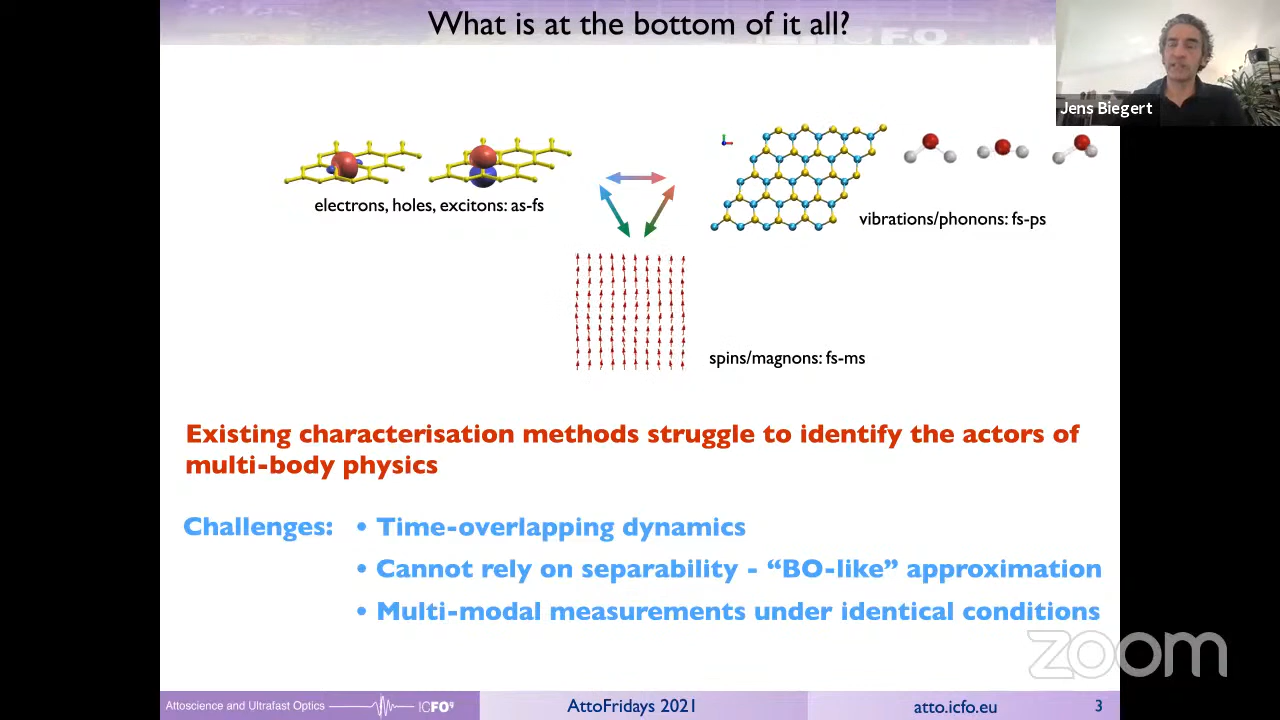 What is at the bottom of it all?
Jens Biegert
electrons, holes, excitons: as-fs
vibrations/phonons: fs-ps
spins/magnons: fs-ms
Existing characterisation methods struggle to identify the actors of
multi-body physics
Challenges:
• Time-overlapping dynamics
• Cannot rely on separability - “BO-like” approximation
• Multi-modal measurements under identical conditions
zoom
Attoscience and Ultrafast Optics
ICFO
AttoFridays 2021
atto.icfo.eu
3